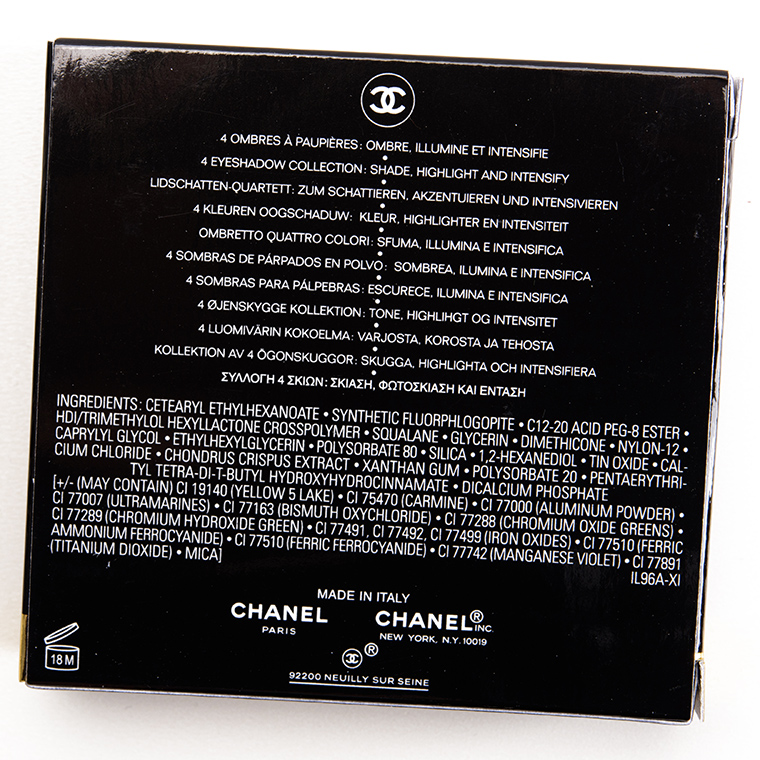 4 OMBRES À PAUPIÈRES: OMBRE, ILLUMINE ET INTENSIFIE
4 EYESHADOW COLLECTION: SHADE, HIGHLIGHT AND INTENSIFY
LIDSCHATTEN-QUARTETT: ZUM SCHATTIEREN, AKZENTUIEREN UND INTENSIVIEREN
4 KLEUREN OOGSCHADUW: KLEUR, HIGHLIGHTER EN INTENSITEIT
OMBRETTO QUATTRO COLORI: SFUMA, ILLUMINA E INTENSIFICA
4 SOMBRAS DE PÁRPADOS EN POLVO: SOMBREA, ILUMINA E INTENSIFICA
4 SOMBRAS PARA PÁLPEBRAS: ESCURECE, ILUMINA E INTENSIFICA
4 ØJENSKYGGE KOLLEKTION: TONE, HIGHLIHGT OG INTENSITET
4 LUOMIVÄRIN KOKOELMA: VARJOSTA, KOROSTA JA TEHOSTA
KOLLEKTION AV 4 ÖGONSKUGGOR: SKUGGA, HIGHLIGHTA OCH INTENSIFIERA
ΣΥΛΛΟΓΗ 4 ΣΚΙΩΝ: ΣΚΙΑΣΗ, ΦΩΤΟΣΚΙΑΣΗ ΚΑΙ ΕΝΤΑΣΗ
INGREDIENTS: CETEARYL ETHYLHEXANOATE • SYNTHETIC FLUORPHLOGOPITE • C12-20 ACID PEG-8 ESTER •
HDI/TRIMETHYLOL HEXYLLACTONE CROSSPOLYMER • SQUALANE • GLYCERIN • DIMETHICONE • NYLON-12 •
CAPRYLYL GLYCOL • ETHYLHEXYLGLYCERIN • POLYSORBATE 80 • SILICA • 1,2-HEXANEDIOL • TIN OXIDE • CAL-
CIUM CHLORIDE • CHONDRUS CRISPUS EXTRACT • XANTHAN GUM • POLYSORBATE 20 • PENTAERYTHRI-
TYL TETRA-DI-T-BUTYL HYDROXYHYDROCINNAMATE • DICALCIUM PHOSPHATE
[+/- (MAY CONTAIN) CI 19140 (YELLOW 5 LAKE) • CI 75470 (CARMINE) • CI 77000 (ALUMINUM POWDER) •
CI 77007 (ULTRAMARINES) • CI 77163 (BISMUTH OXYCHLORIDE) • CI 77288 (CHROMIUM OXIDE GREENS) •
CI 77289 (CHROMIUM HYDROXIDE GREEN) • CI 77491, CI 77492, CI 77499 (IRON OXIDES) • CI 77510 (FERRIC
AMMONIUM FERROCYANIDE) • CI 77510 (FERRIC FERROCYANIDE) • CI 77742 (MANGANESE VIOLET) • CI 77891
(TITANIUM DIOXIDE) • MICA]
IL96A-XI
MADE IN ITALY
CHANEL CHANEL® INC.
PARIS NEW YORK, N.Y. 10019
®
18 M
92200 NEUILLY SUR SEINE